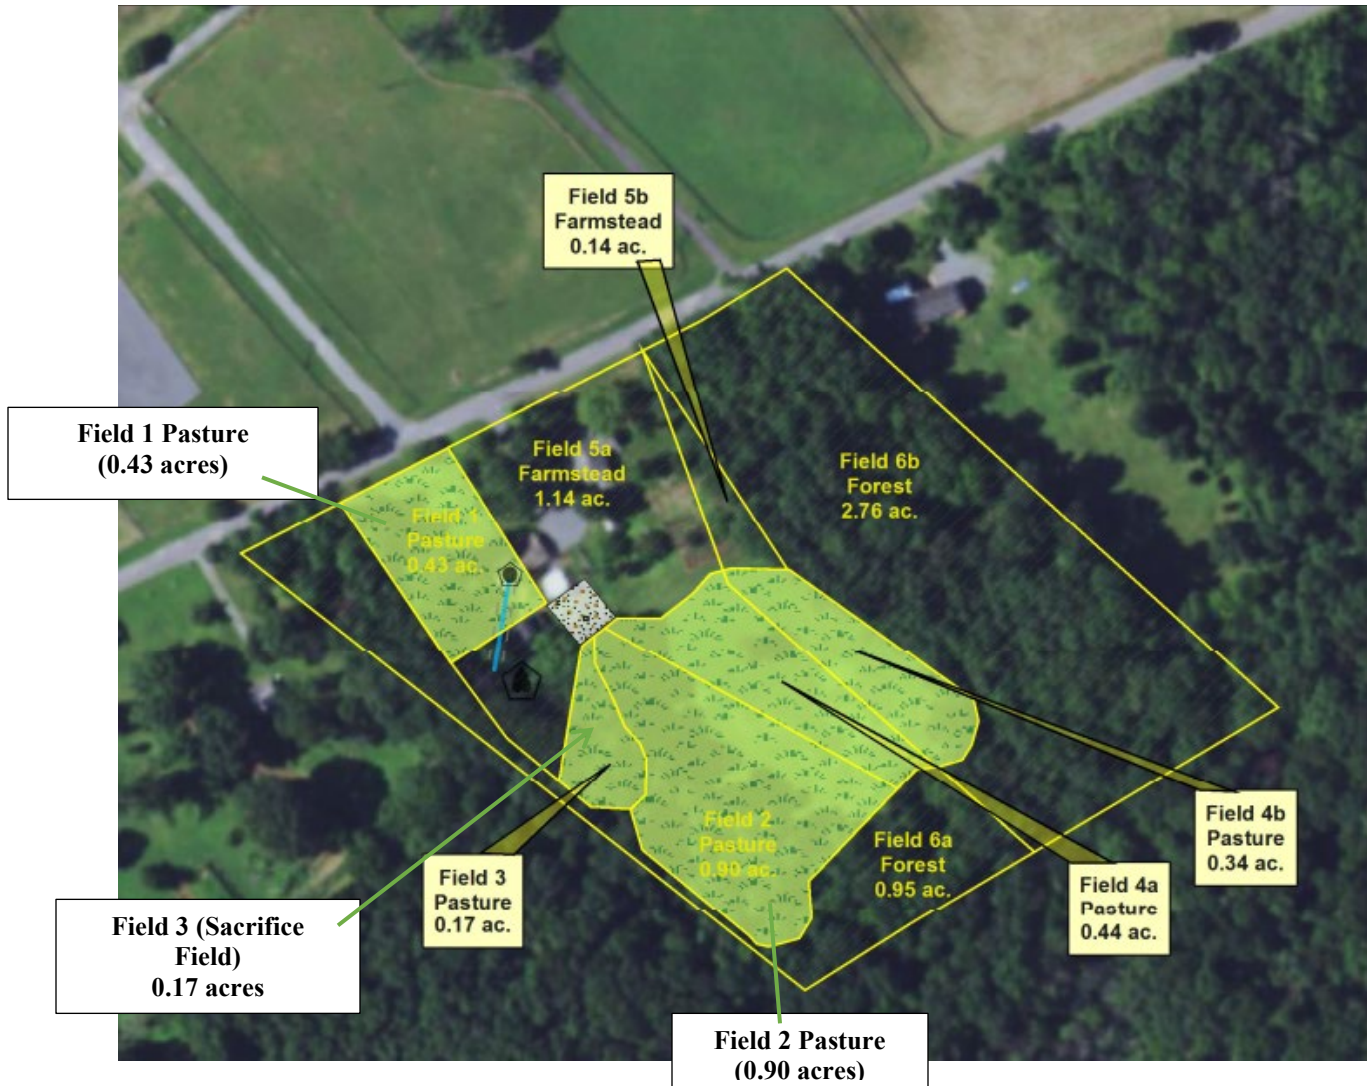 Field 5b
Farmstead
0.14 ac.
Field 1 Pasture
(0.43 acres)
Field 5a
Farmstead
1.14 ac.
Field 6b
Forest
2.76 ac.
Field 1
Pasture
0.43 ac.
Field 4b
Pasture
0.34 ac.
Field 2
Pasture
0.90 ac.
Field 6a
Forest
0.95 ac.
Field 3
Pasture
0.17 ac.
Field 4a
Pasture
0.44 ac.
Field 3 (Sacrifice
Field)
0.17 acres
Field 2 Pasture
(0.90 acres)